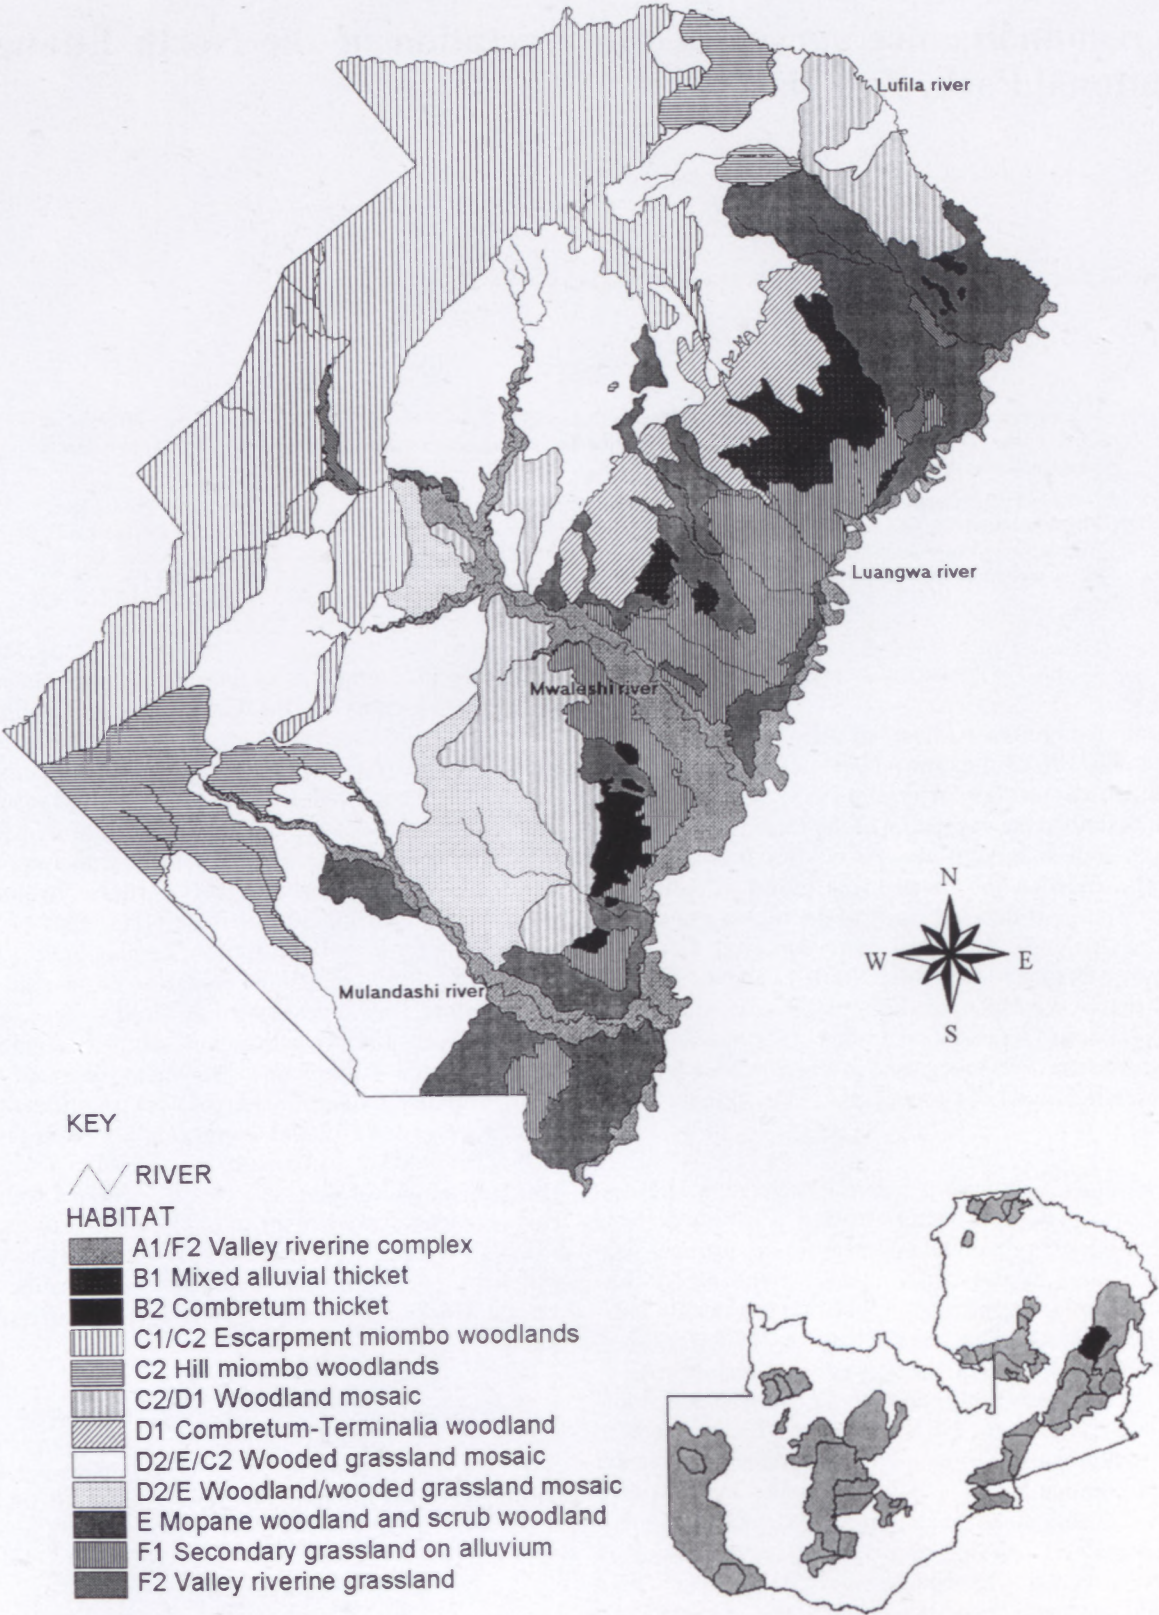 Lufila river
Luangwa river
Mwaleshi river
N
W
E
S
Mulandashi river
KEY
RIVER
HABITAT
A1/F2 Valley riverine complex
B1 Mixed alluvial thicket
B2 Combretum thicket
C1/C2 Escarpment miombo woodlands
C2 Hill miombo woodlands
C2/D1 Woodland mosaic
D1 Combretum-Terminalia woodland
D2/E/C2 Wooded grassland mosaic
D2/E Woodland/wooded grassland mosaic
E Mopane woodland and scrub woodland
F1 Secondary grassland on alluvium
F2 Valley riverine grassland